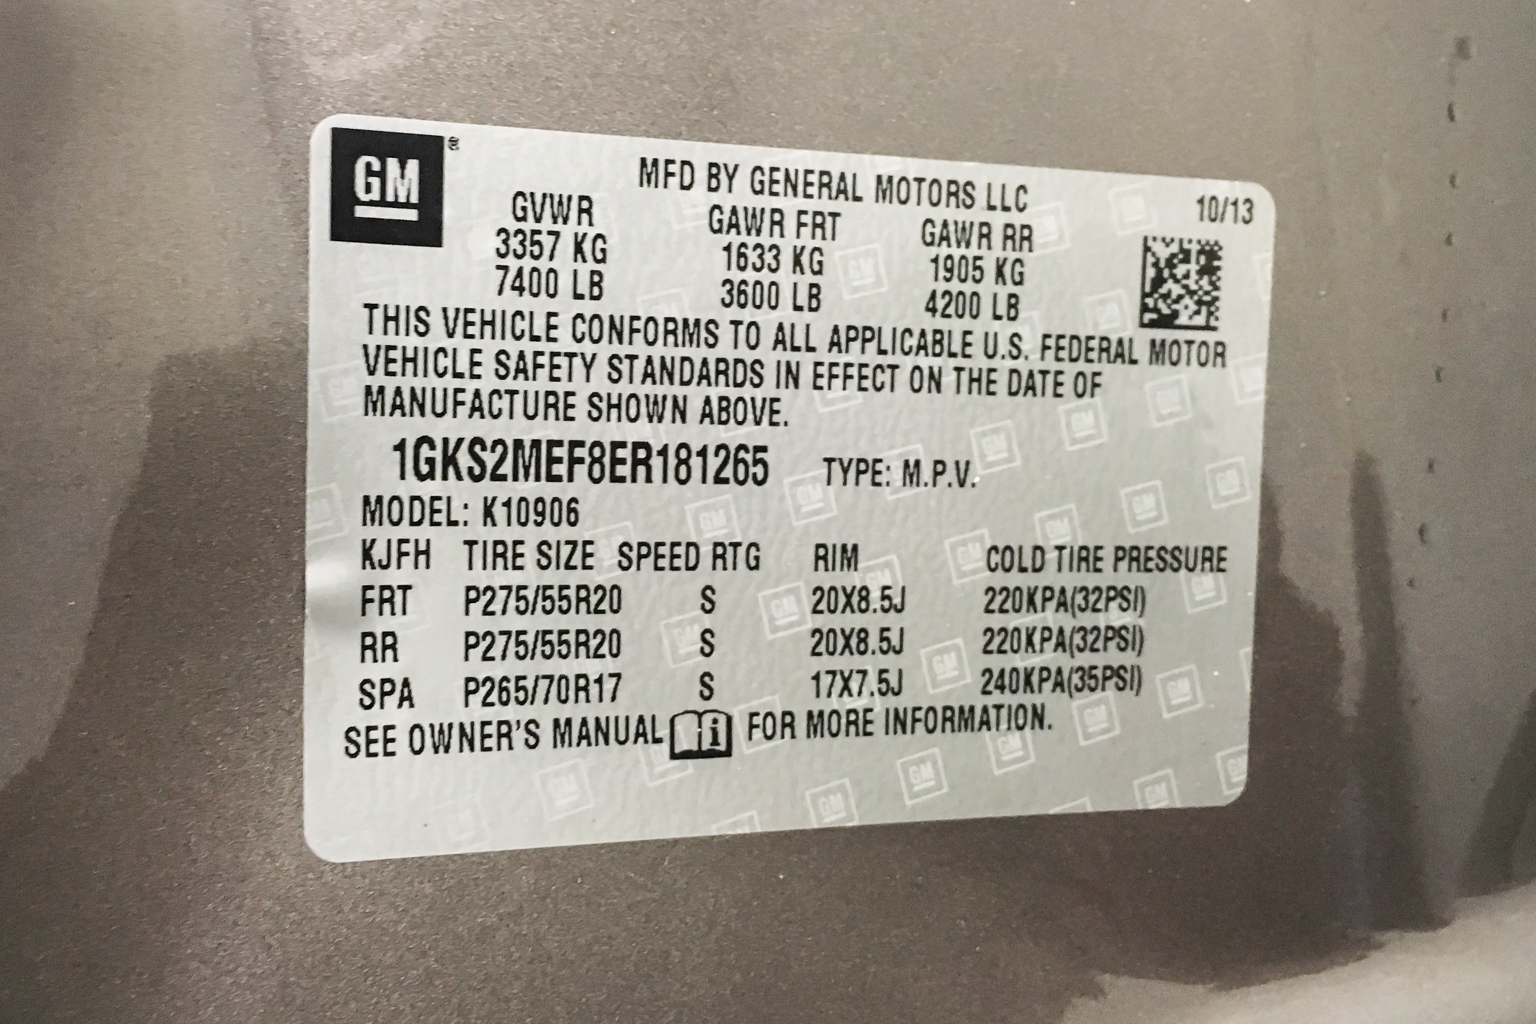 GM®
MFD BY GENERAL MOTORS LLC
10/13
GVWR GAWR FRT GAWR RR
3357 KG 1633 KG 1905 KG
7400 LB 3600 LB 4200 LB
THIS VEHICLE CONFORMS TO ALL APPLICABLE U.S. FEDERAL MOTOR
VEHICLE SAFETY STANDARDS IN EFFECT ON THE DATE OF
MANUFACTURE SHOWN ABOVE.
1GKS2MEF8ER181265 TYPE: M.P.V.
MODEL: K10906
KJFH TIRE SIZE SPEED RTG RIM COLD TIRE PRESSURE
FRT P275/55R20 S 20X8.5J 220KPA(32PSI)
RR P275/55R20 S 20X8.5J 220KPA(32PSI)
SPA P265/70R17 S 17X7.5J 240KPA(35PSI)
SEE OWNER'S MANUAL FOR MORE INFORMATION.